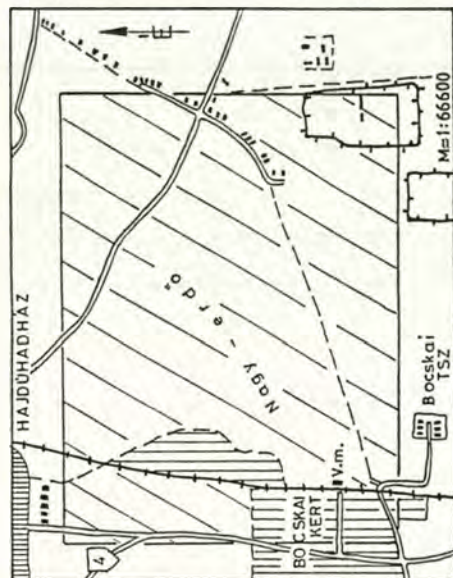 É
M=1:66600
HAJDÚHADHÁZ
Nagy - erdő
Bocskai
TSZ
V.m.
BOCSKAI
KERT
4